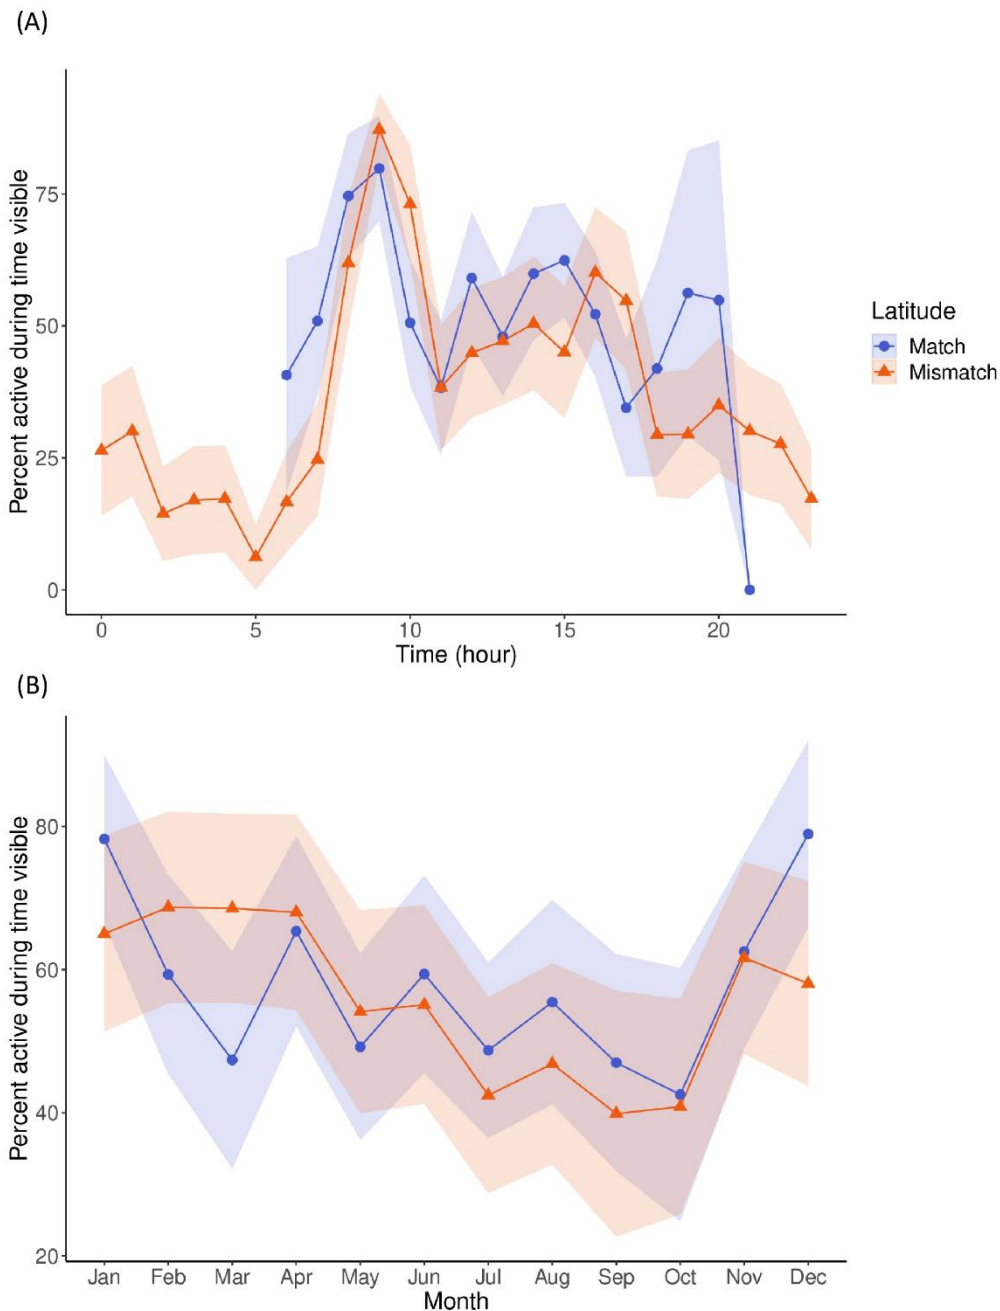 (A)
Percent active during time visible
75
50
25
0
0 5 10 15 20
Time (hour)
Latitude
Match
Mismatch
(B)
Percent active during time visible
80
60
40
20
Jan Feb Mar Apr May Jun Jul Aug Sep Oct Nov Dec
Month